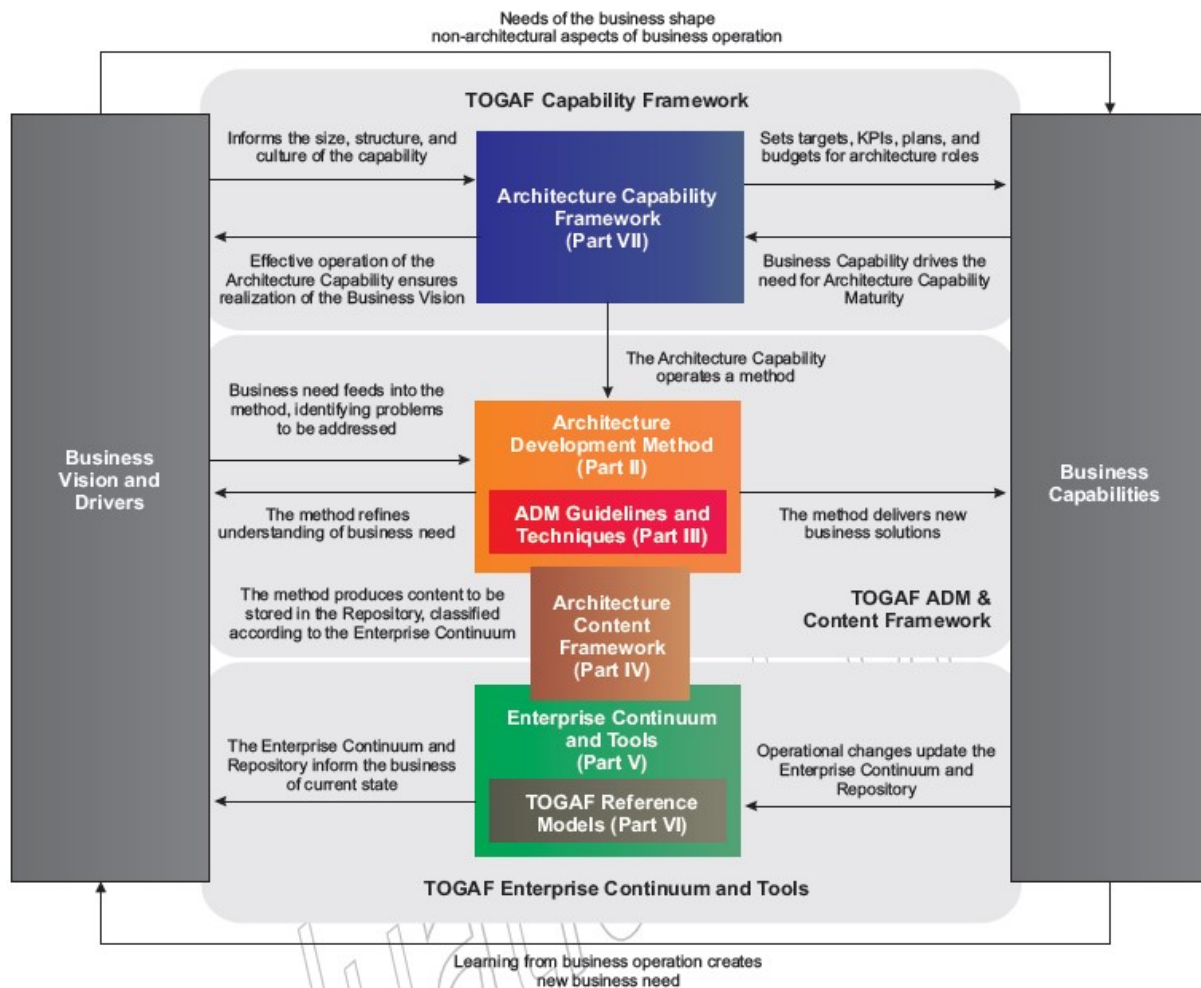 Needs of the business shape
non-architectural aspects of business operation
TOGAF Capability Framework
Informs the size, structure, and
culture of the capability
Architecture Capability
Framework
(Part VII)
Sets targets, KPIs, plans, and
budgets for architecture roles
Effective operation of the
Architecture Capability ensures
realization of the Business Vision
Business Capability drives the
need for Architecture Capability
Maturity
The Architecture Capability
operates a method
Business need feeds into the
method, identifying problems
to be addressed
Business
Vision and
Drivers
Architecture
Development Method
(Part II)
Business
Capabilities
The method refines
understanding of business need
ADM Guidelines and
Techniques (Part III)
The method delivers new
business solutions
The method produces content to be
stored in the Repository, classified
according to the Enterprise Continuum
Architecture
Content
Framework
(Part IV)
TOGAF ADM &
Content Framework
The Enterprise Continuum and
Repository inform the business
of current state
Enterprise Continuum
and Tools
(Part V)
TOGAF Reference
Models (Part VI)
Operational changes update the
Enterprise Continuum and
Repository
TOGAF Enterprise Continuum and Tools
Learning from business operation creates
new business need